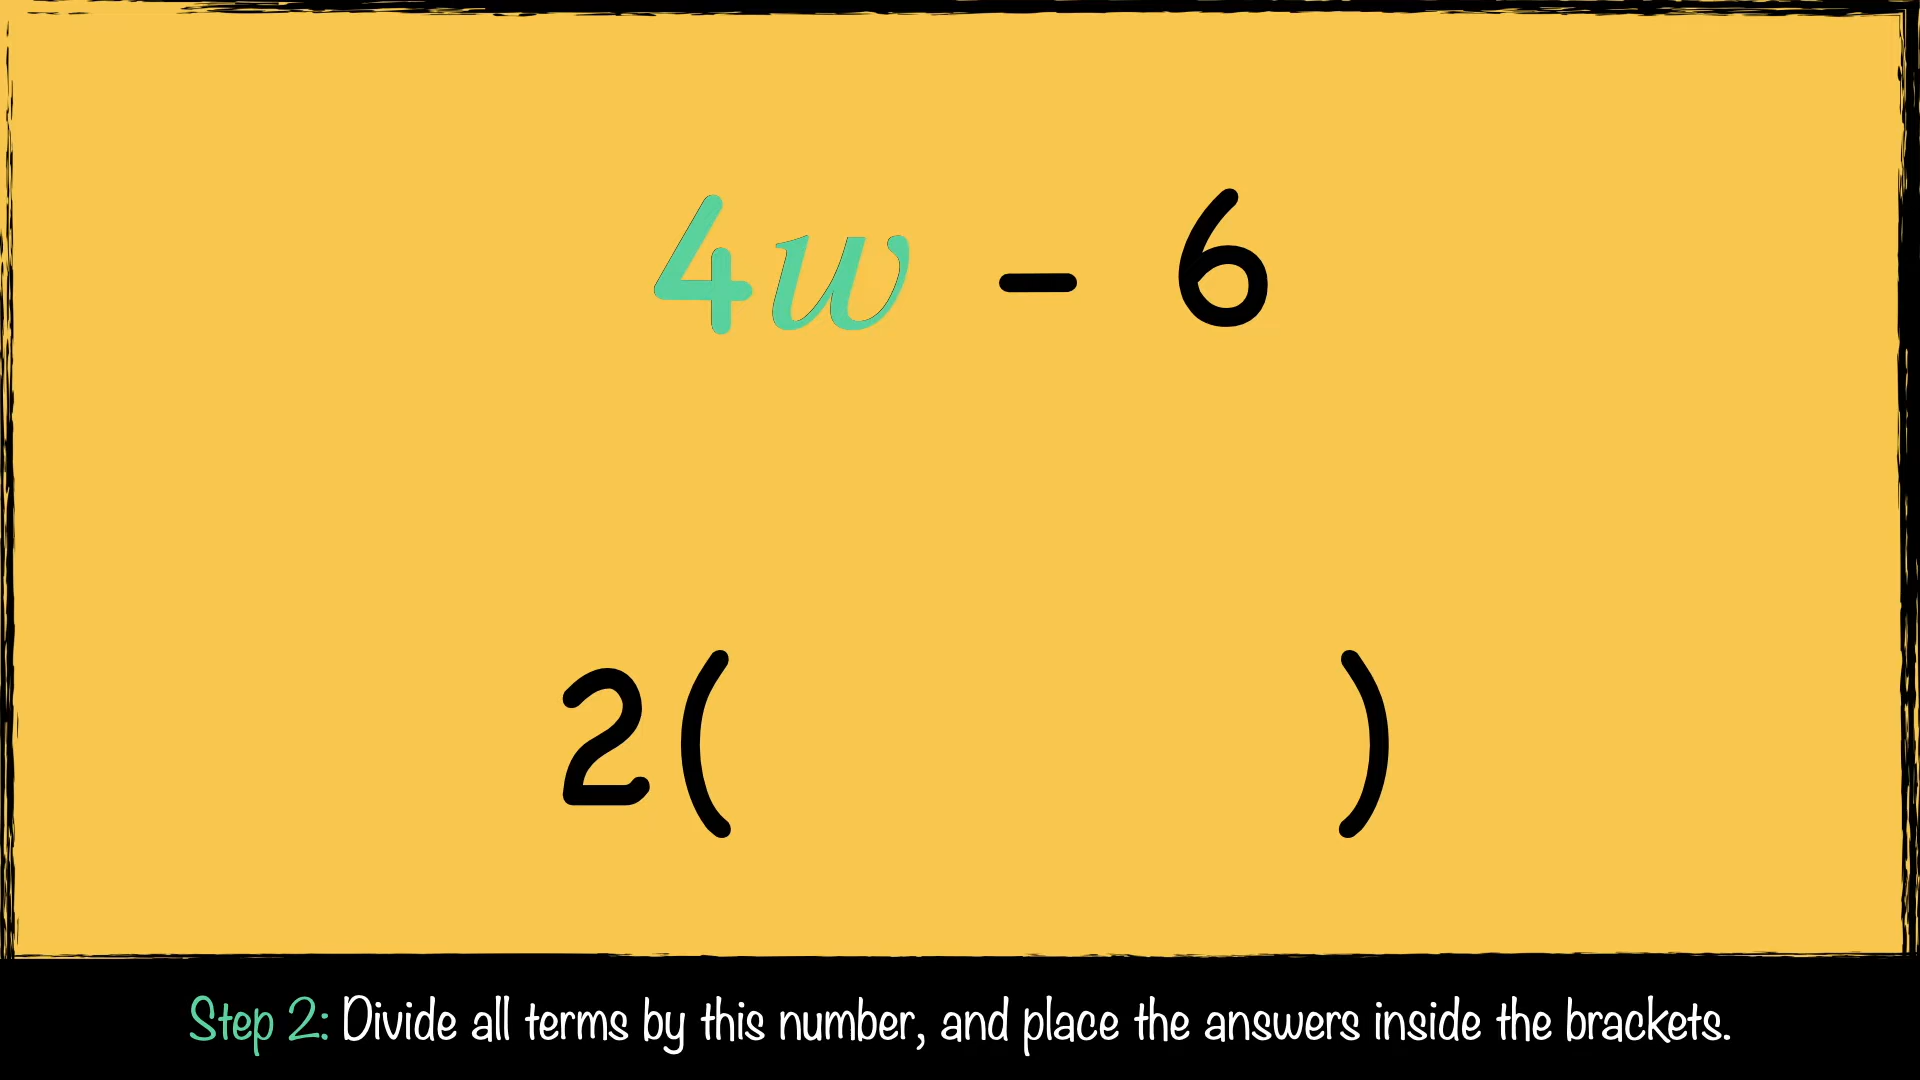 4w - 6
2( )
Step 2: Divide all terms by this number, and place the answers inside the brackets.